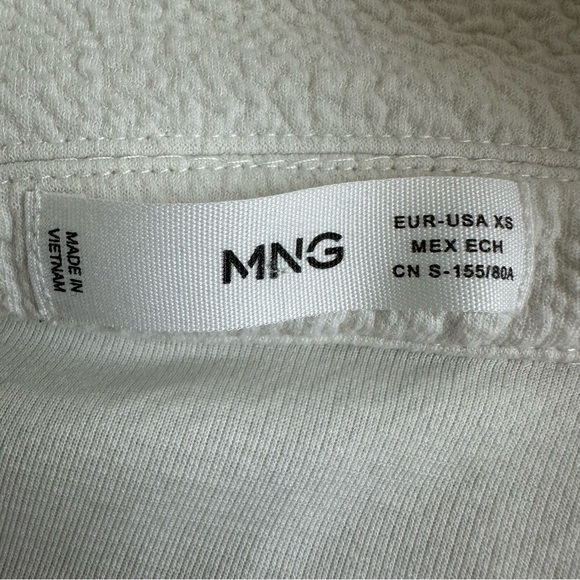 MADE IN
VIETNAM
MNG
EUR-USA XS
MEX ECH
CN S-155/80A